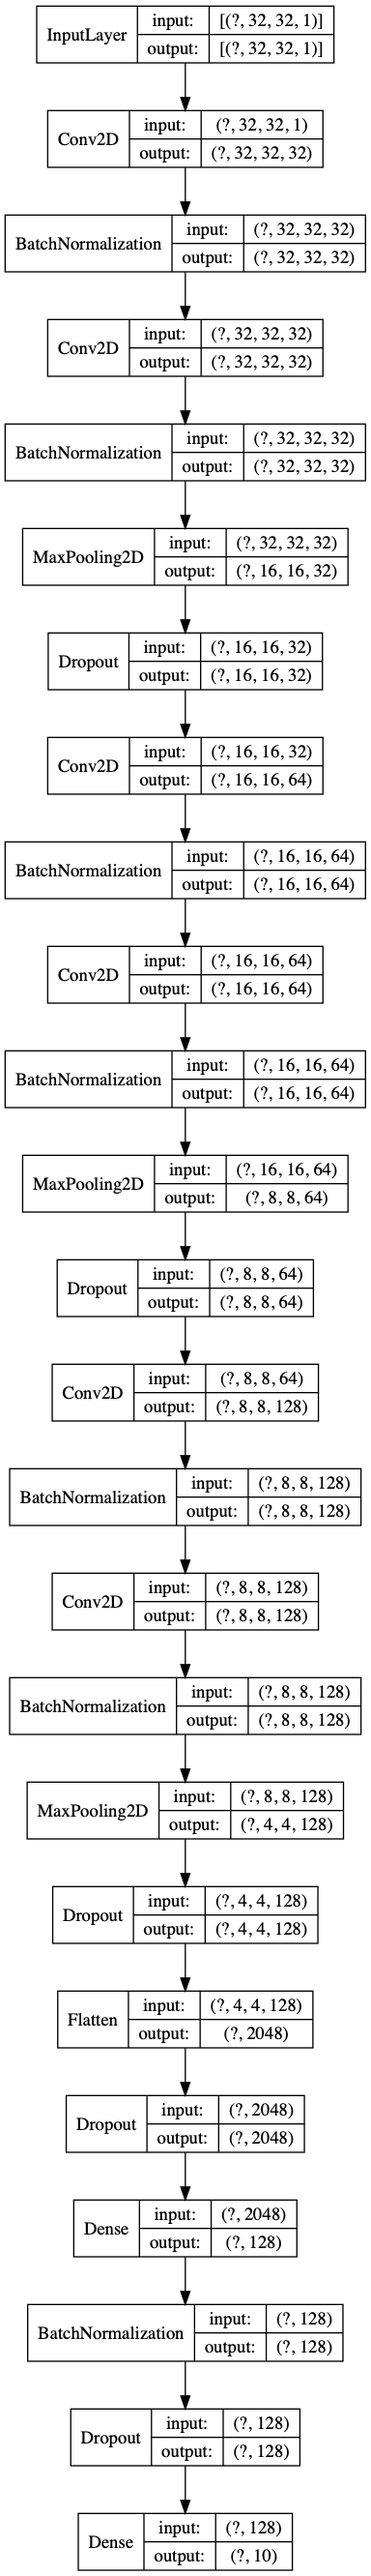 InputLayer input: [(?, 32, 32, 1)]
output: [(?, 32, 32, 1)]
Conv2D input: (?, 32, 32, 1)
output: (?, 32, 32, 32)
BatchNormalization input: (?, 32, 32, 32)
output: (?, 32, 32, 32)
Conv2D input: (?, 32, 32, 32)
output: (?, 32, 32, 32)
BatchNormalization input: (?, 32, 32, 32)
output: (?, 32, 32, 32)
MaxPooling2D input: (?, 32, 32, 32)
output: (?, 16, 16, 32)
Dropout input: (?, 16, 16, 32)
output: (?, 16, 16, 32)
Conv2D input: (?, 16, 16, 32)
output: (?, 16, 16, 64)
BatchNormalization input: (?, 16, 16, 64)
output: (?, 16, 16, 64)
Conv2D input: (?, 16, 16, 64)
output: (?, 16, 16, 64)
BatchNormalization input: (?, 16, 16, 64)
output: (?, 16, 16, 64)
MaxPooling2D input: (?, 16, 16, 64)
output: (?, 8, 8, 64)
Dropout input: (?, 8, 8, 64)
output: (?, 8, 8, 64)
Conv2D input: (?, 8, 8, 64)
output: (?, 8, 8, 128)
BatchNormalization input: (?, 8, 8, 128)
output: (?, 8, 8, 128)
Conv2D input: (?, 8, 8, 128)
output: (?, 8, 8, 128)
BatchNormalization input: (?, 8, 8, 128)
output: (?, 8, 8, 128)
MaxPooling2D input: (?, 8, 8, 128)
output: (?, 4, 4, 128)
Dropout input: (?, 4, 4, 128)
output: (?, 4, 4, 128)
Flatten input: (?, 4, 4, 128)
output: (?, 2048)
Dropout input: (?, 2048)
output: (?, 2048)
Dense input: (?, 2048)
output: (?, 128)
BatchNormalization input: (?, 128)
output: (?, 128)
Dropout input: (?, 128)
output: (?, 128)
Dense input: (?, 128)
output: (?, 10)